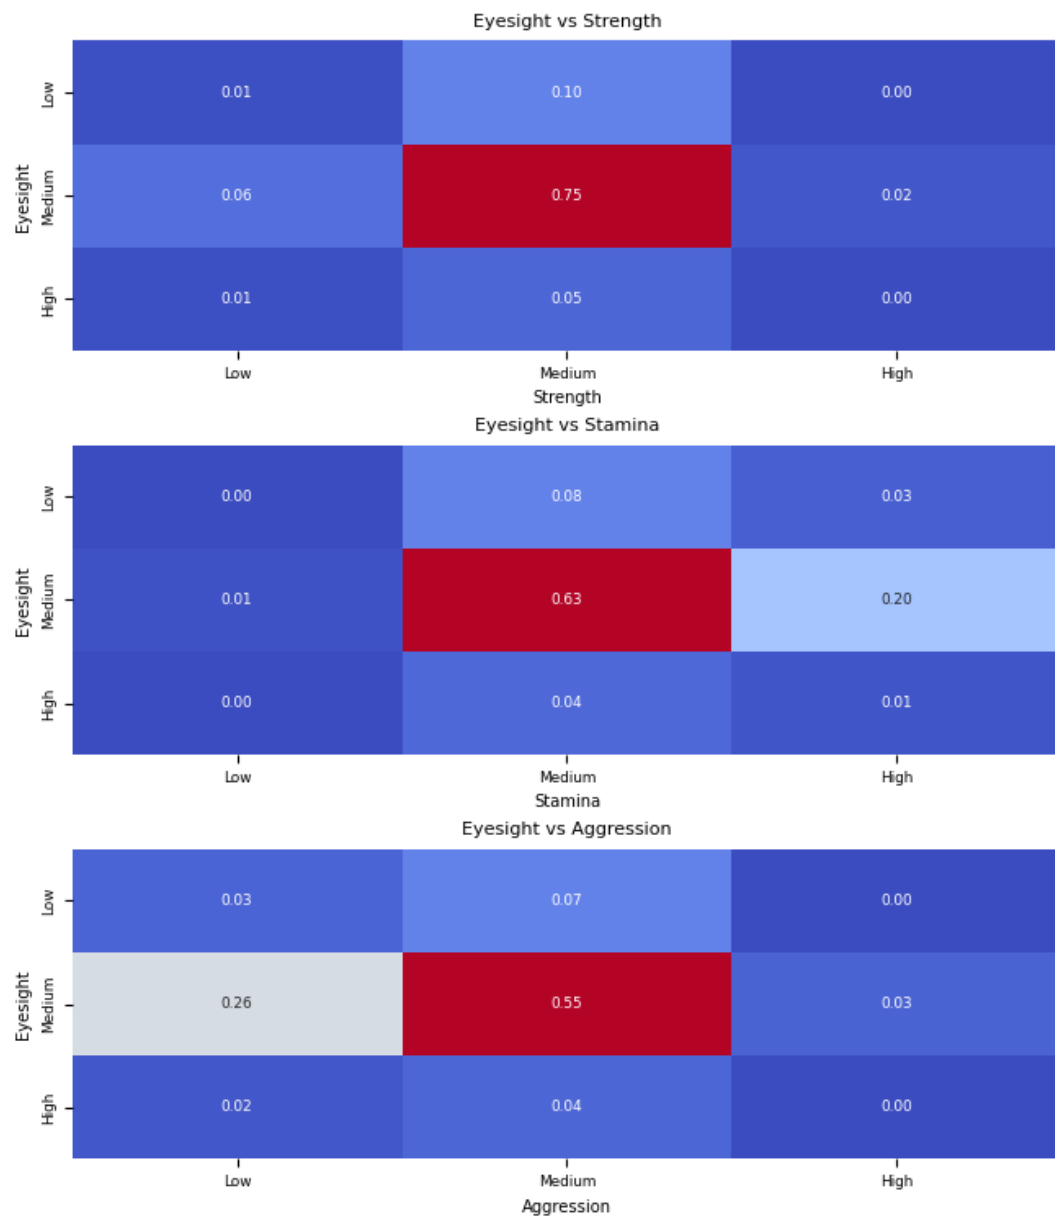 Eyesight vs Strength
Low 0.01 0.10 0.00
Eyesight Medium 0.06 0.75 0.02
High 0.01 0.05 0.00
Low Medium High
Strength
Eyesight vs Stamina
Low 0.00 0.08 0.03
Eyesight Medium 0.01 0.63 0.20
High 0.00 0.04 0.01
Low Medium High
Stamina
Eyesight vs Aggression
Low 0.03 0.07 0.00
Eyesight Medium 0.26 0.55 0.03
High 0.02 0.04 0.00
Low Medium High
Aggression